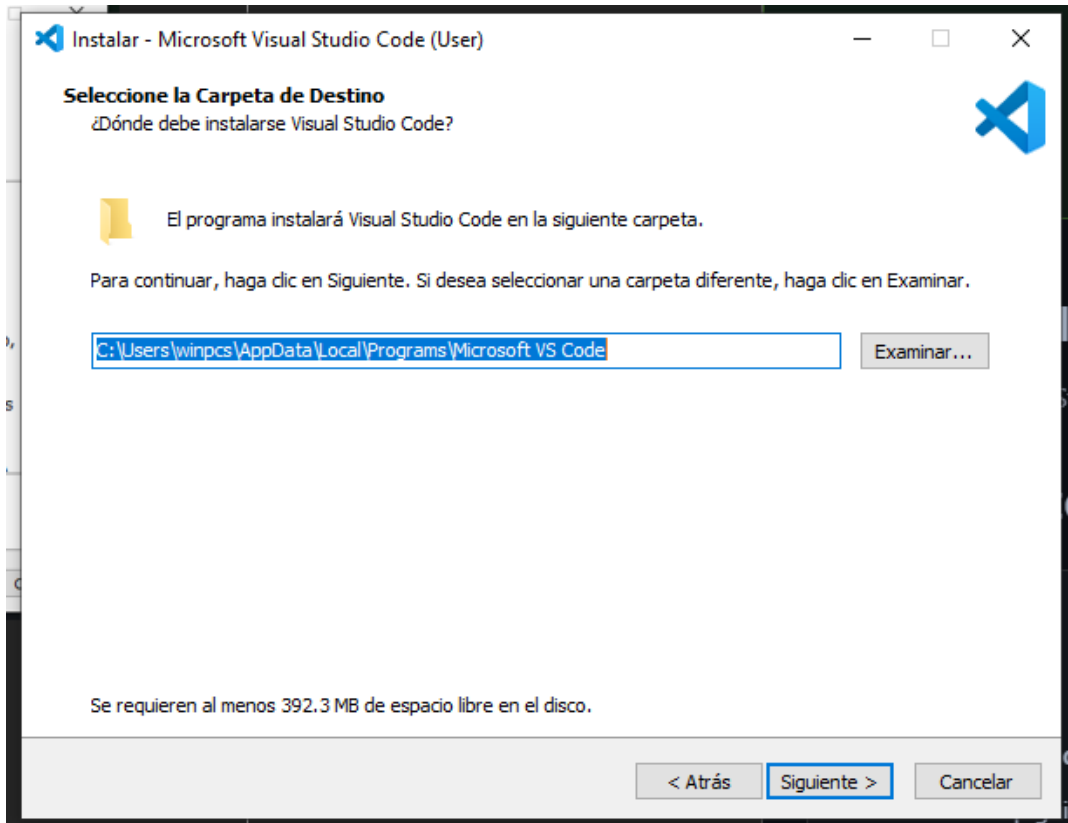 Instalar - Microsoft Visual Studio Code (User)
Seleccione la Carpeta de Destino
¿Dónde debe instalarse Visual Studio Code?
El programa instalará Visual Studio Code en la siguiente carpeta.
Para continuar, haga clic en Siguiente. Si desea seleccionar una carpeta diferente, haga clic en Examinar.
C:\Users\winpcs\AppData\Local\Programs\Microsoft VS Code
Examinar...
Se requieren al menos 392.3 MB de espacio libre en el disco.
< Atrás
Siguiente >
Cancelar